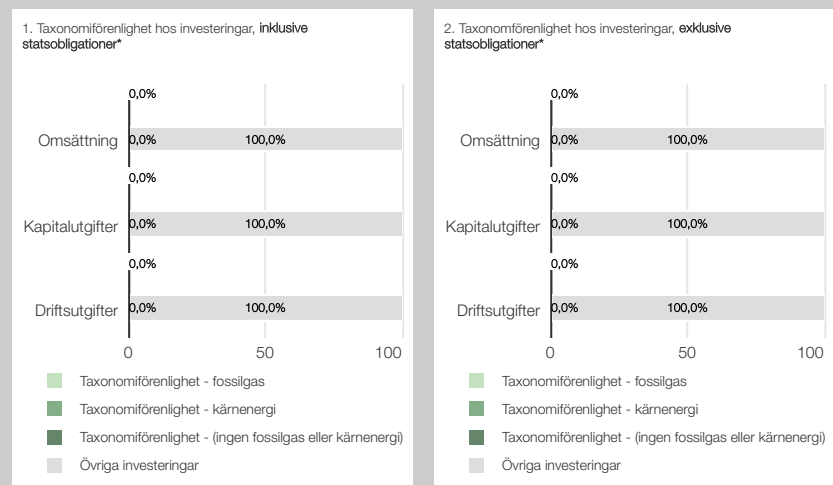 1. Taxonomiförenlighet hos investeringar, inklusive
statsobligationer*
0,0%
Omsättning 0,0% 100,0%
0,0%
Kapitalutgifter 0,0% 100,0%
0,0%
Driftsutgifter 0,0% 100,0%
0 50 100
Taxonomiförenlighet - fossilgas
Taxonomiförenlighet - kärnenergi
Taxonomiförenlighet - (ingen fossilgas eller kärnenergi)
Övriga investeringar
2. Taxonomförenlighet hos investeringar, exklusive
statsobligationer*
0,0%
Omsättning 0,0% 100,0%
0,0%
Kapitalutgifter 0,0% 100,0%
0,0%
Driftsutgifter 0,0% 100,0%
0 50 100
Taxonomiförenlighet - fossilgas
Taxonomiförenlighet - kärnenergi
Taxonomiförenlighet - (ingen fossilgas eller kärnenergi)
Övriga investeringar